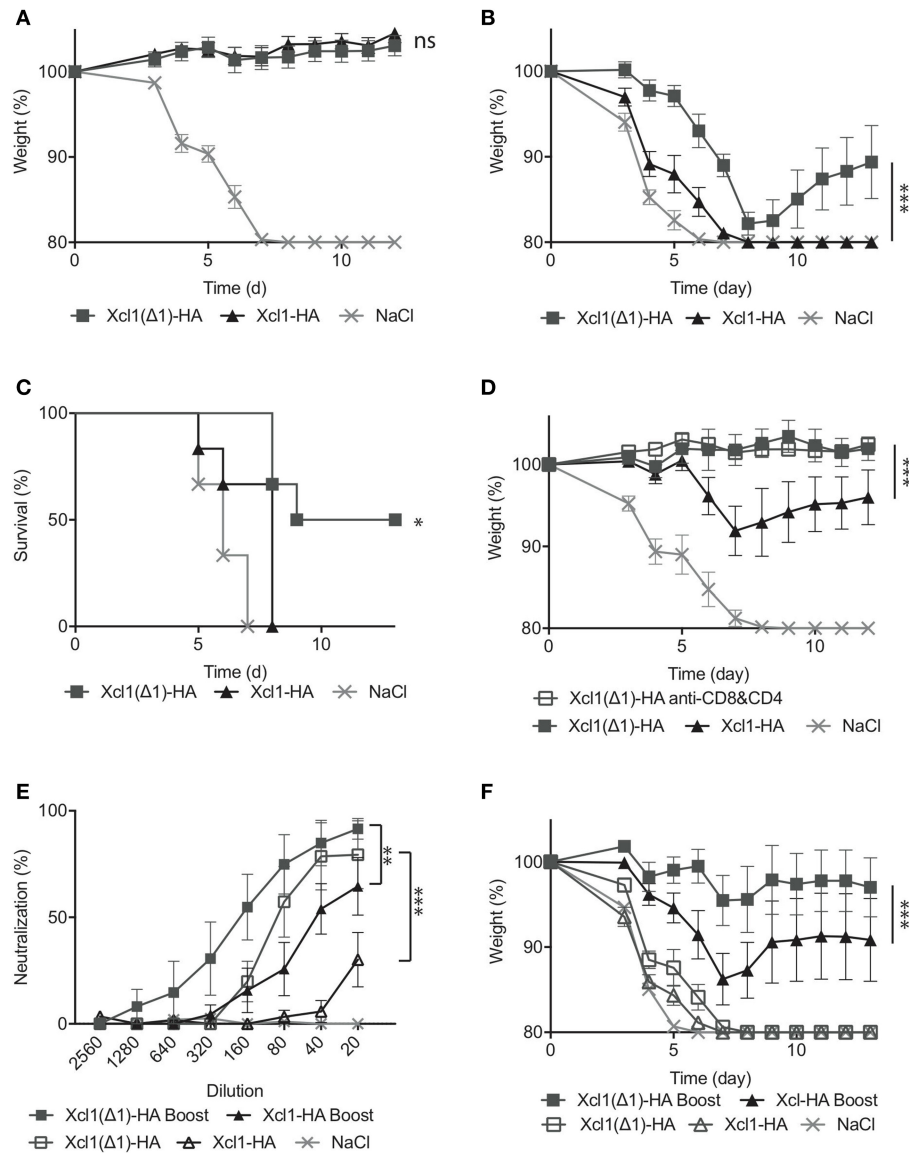 A
Weight (%)
100
90
80
0
5
10
ns
Time (d)
Xcl1(Δ1)-HA
Xcl1-HA
NaCl
B
Weight (%)
100
90
80
0
5
10
***
Time (day)
Xcl1(Δ1)-HA
Xcl1-HA
NaCl
C
Survival (%)
100
50
0
0
5
10
*
Time (d)
Xcl1(Δ1)-HA
Xcl1-HA
NaCl
D
Weight (%)
100
90
80
0
5
10
***
Time (day)
Xcl1(Δ1)-HA anti-CD8&CD4
Xcl1(Δ1)-HA
Xcl1-HA
NaCl
E
Neutralization (%)
100
50
0
2560
1280
640
320
160
80
40
20
**
***
Dilution
Xcl1(Δ1)-HA Boost
Xcl1-HA Boost
Xcl1(Δ1)-HA
Xcl1-HA
NaCl
F
Weight (%)
100
90
80
0
5
10
***
Time (day)
Xcl1(Δ1)-HA Boost
Xcl-HA Boost
Xcl1(Δ1)-HA
Xcl1-HA
NaCl